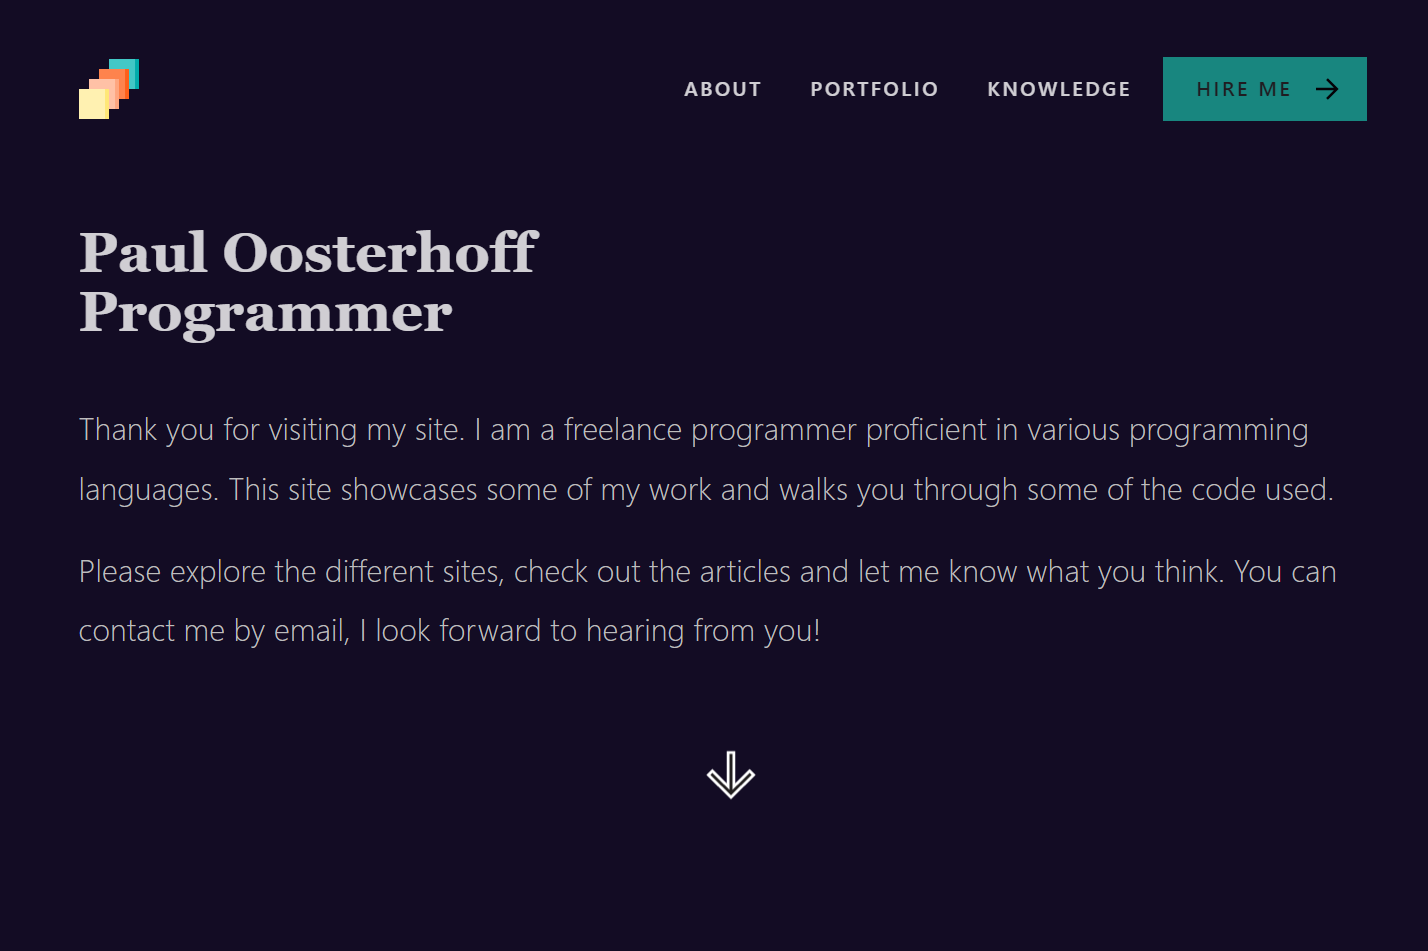 ABOUT PORTFOLIO KNOWLEDGE HIRE ME
Paul Oosterhoff
Programmer
Thank you for visiting my site. I am a freelance programmer proficient in various programming
languages. This site showcases some of my work and walks you through some of the code used.
Please explore the different sites, check out the articles and let me know what you think. You can
contact me by email, I look forward to hearing from you!